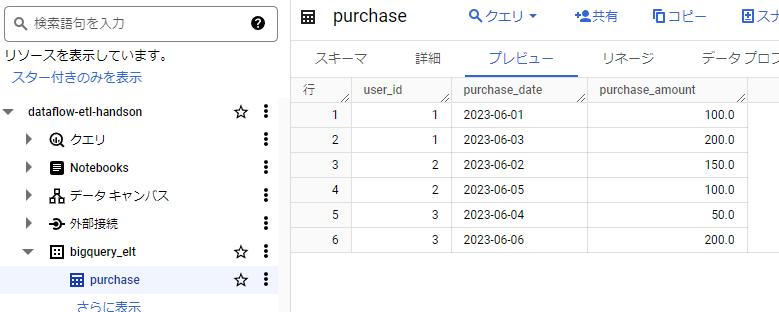 検索語句を入力
リソースを表示しています。
スター付きのみを表示
dataflow-etl-handson
クエリ
Notebooks
データ キャンバス
外部接続
bigquery_elt
purchase
さらに表示
purchase クエリ 共有 コピー スナ
スキーマ 詳細 プレビュー リネージ データ プロフ
行 user_id purchase_date purchase_amount
1 1 2023-06-01 100.0
2 1 2023-06-03 200.0
3 2 2023-06-02 150.0
4 2 2023-06-05 100.0
5 3 2023-06-04 50.0
6 3 2023-06-06 200.0